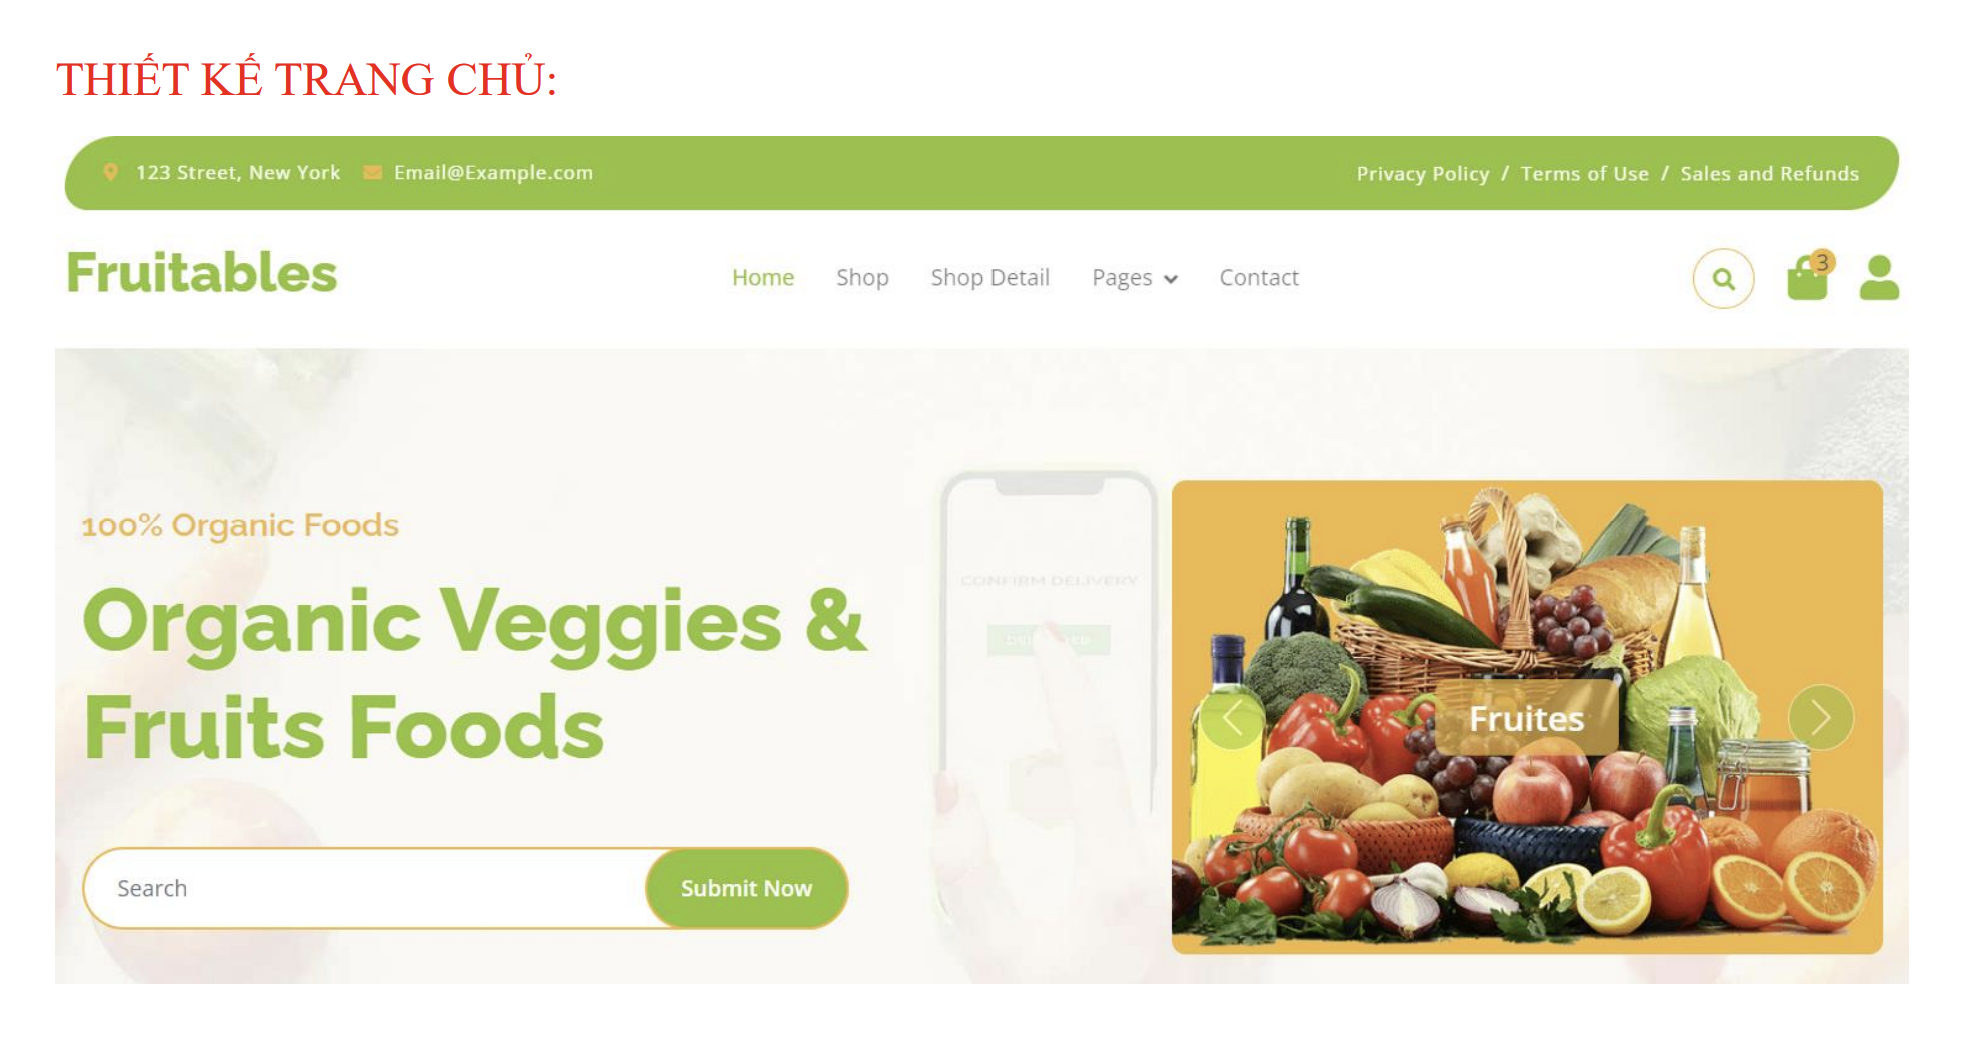 THIẾT KẾ TRANG CHỦ:
123 Street, New York Email@Example.com Privacy Policy / Terms of Use / Sales and Refunds
Fruitables Home Shop Shop Detail Pages Contact 3
100% Organic Foods
Organic Veggies &
Fruits Foods
CONFIRM DELIVERY
Fruites
Search Submit Now